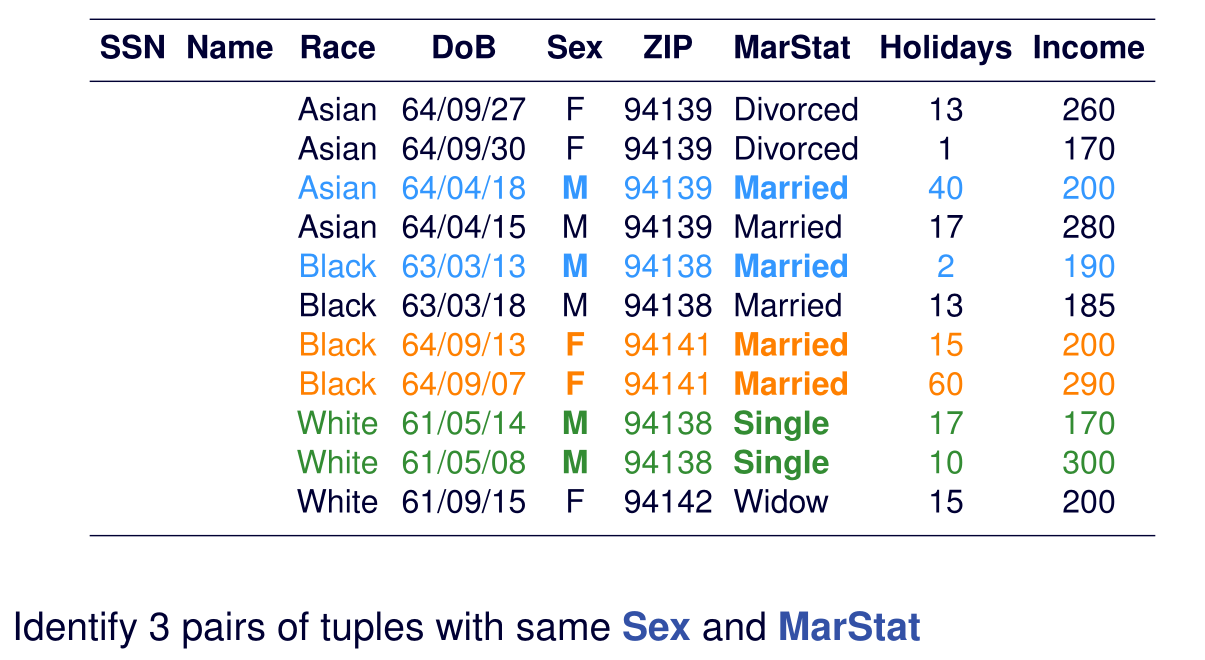 SSN Name Race DoB Sex ZIP MarStat Holidays Income
Asian 64/09/27 F 94139 Divorced 13 260
Asian 64/09/30 F 94139 Divorced 1 170
Asian 64/04/18 M 94139 Married 40 200
Asian 64/04/15 M 94139 Married 17 280
Black 63/03/13 M 94138 Married 2 190
Black 63/03/18 M 94138 Married 13 185
Black 64/09/13 F 94141 Married 15 200
Black 64/09/07 F 94141 Married 60 290
White 61/05/14 M 94138 Single 17 170
White 61/05/08 M 94138 Single 10 300
White 61/09/15 F 94142 Widow 15 200
Identify 3 pairs of tuples with same Sex and MarStat